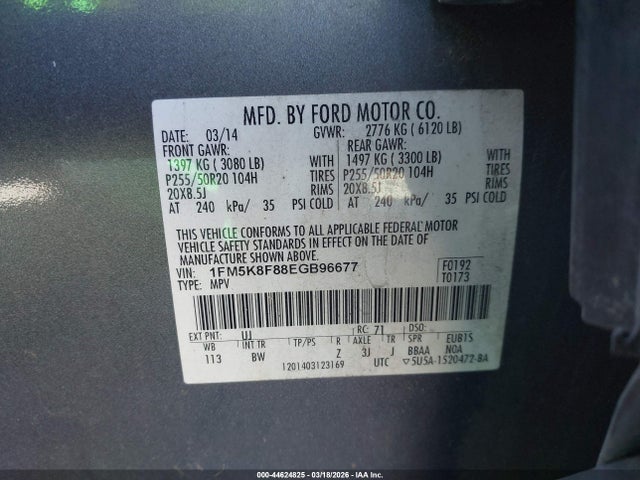 MFD. BY FORD MOTOR CO.
DATE: 03/14 GVWR: 2776 KG ( 6120 LB)
FRONT GAWR: REAR GAWR:
1397 KG ( 3080 LB) WITH 1497 KG ( 3300 LB) WITH
P255/50R20 104H TIRES P255/50R20 104H TIRES
20X8.5J RIMS 20X8.5J RIMS
AT 240 kPa/ 35 PSI COLD AT 240 kPa/ 35 PSI COLD
THIS VEHICLE CONFORMS TO ALL APPLICABLE FEDERAL MOTOR
VEHICLE SAFETY STANDARDS IN EFFECT ON THE DATE OF
MANUFACTURE SHOWN ABOVE.
VIN: 1FM5K8F88EGB96677 F0192
TYPE: MPV T0173
EXT PNT: UJ RC: 71 DSO:
WB INT TR TP/PS R AXLE TR SPR EUB1S
113 BW Z 3J J BBAA NOA
1201403123169 UTC ▽5U5A-1520472-BA
000-44624825 - 03/18/2026 - IAA Inc.